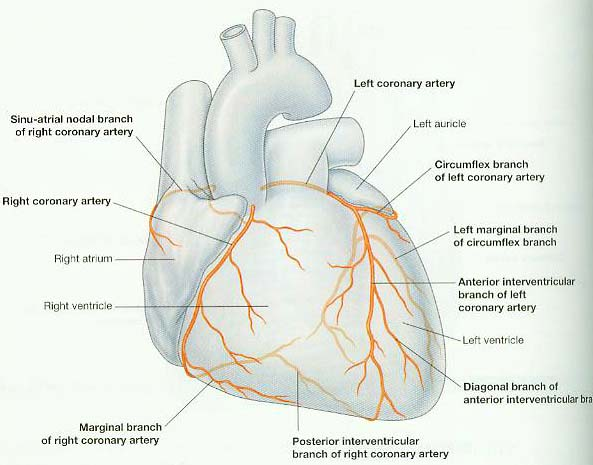 Left coronary artery
Sinu-atrial nodal branch
of right coronary artery
Left auricle
Circumflex branch
of left coronary artery
Right coronary artery
Left marginal branch
of circumflex branch
Right atrium
Anterior interventricular
branch of left
coronary artery
Right ventricle
Left ventricle
Diagonal branch of
anterior interventricular bra
Marginal branch
of right coronary artery
Posterior interventricular
branch of right coronary artery